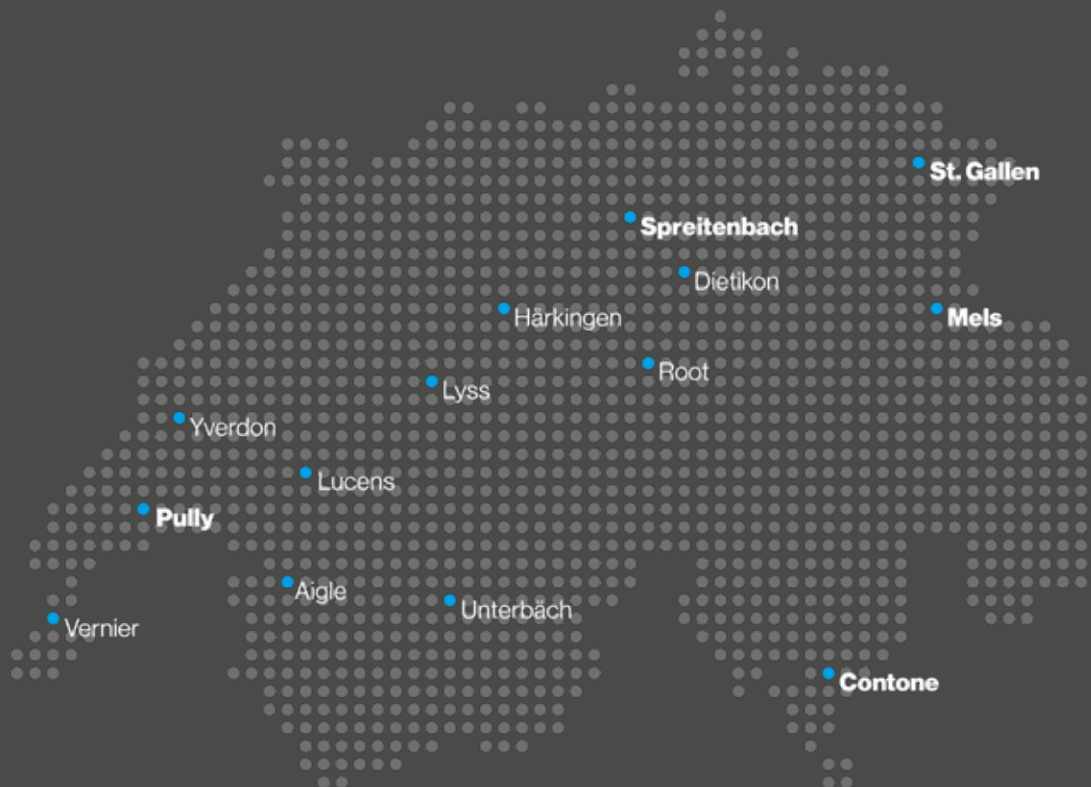 St. Gallen
Spreitenbach
Dietikon
Härkingen
Mels
Root
Lyss
Yverdon
Lucens
Pully
Aigle
Unterbäch
Vernier
Contone